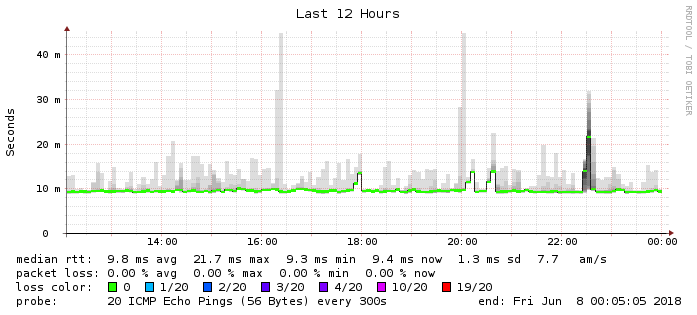 Last 12 Hours
RRDTOOL / TOBI OETIKER
Seconds
40 m
30 m
20 m
10 m
0
14:00 16:00 18:00 20:00 22:00 00:00
median rtt: 9.8 ms avg 21.7 ms max 9.3 ms min 9.4 ms now 1.3 ms sd 7.7 am/s
packet loss: 0.00 % avg 0.00 % max 0.00 % min 0.00 % now
loss color: 0 1/20 2/20 3/20 4/20 10/20 19/20
probe: 20 ICMP Echo Pings (56 Bytes) every 300s end: Fri Jun 8 00:05:05 2018